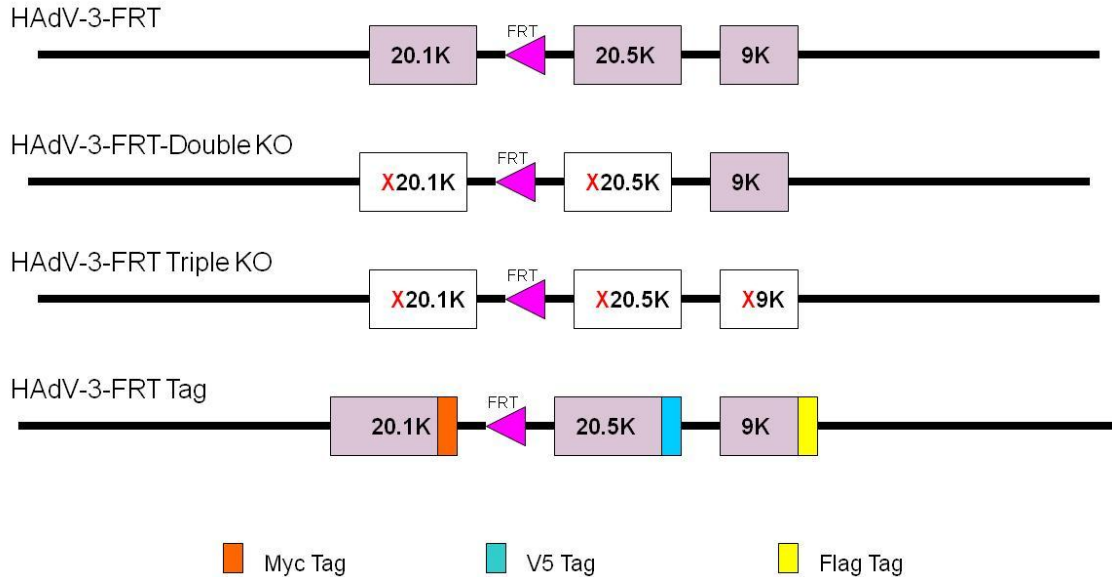 HAdV-3-FRT
FRT
20.1K 20.5K 9K
HAdV-3-FRT-Double KO
FRT
X20.1K X20.5K 9K
HAdV-3-FRT Triple KO
FRT
X20.1K X20.5K X9K
HAdV-3-FRT Tag
FRT
20.1K 20.5K 9K
Myc Tag V5 Tag Flag Tag